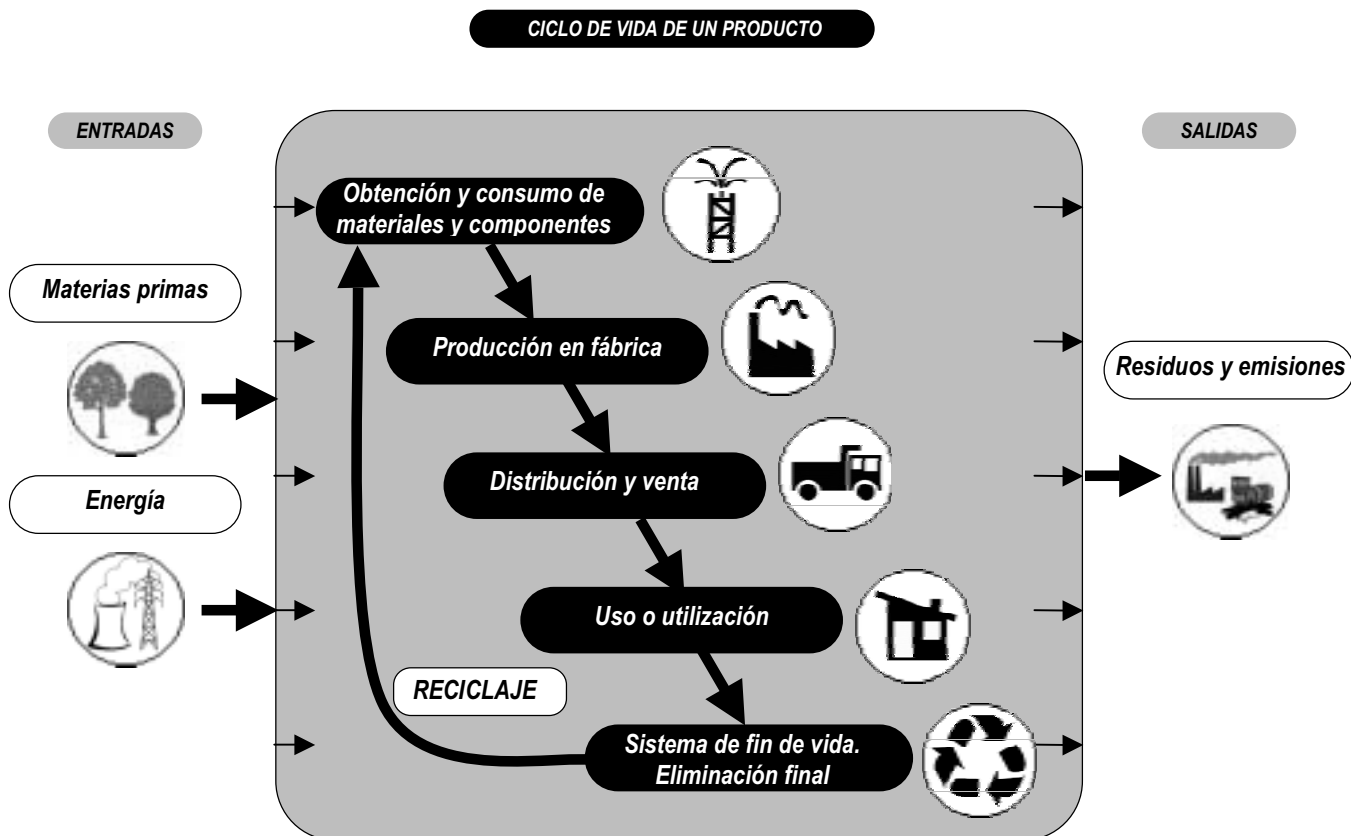 CICLO DE VIDA DE UN PRODUCTO
ENTRADAS
SALIDAS
Obtención y consumo de
materiales y componentes
Materias primas
Producción en fábrica
Residuos y emisiones
Distribución y venta
Energía
Uso o utilización
RECICLAJE
Sistema de fin de vida.
Eliminación final